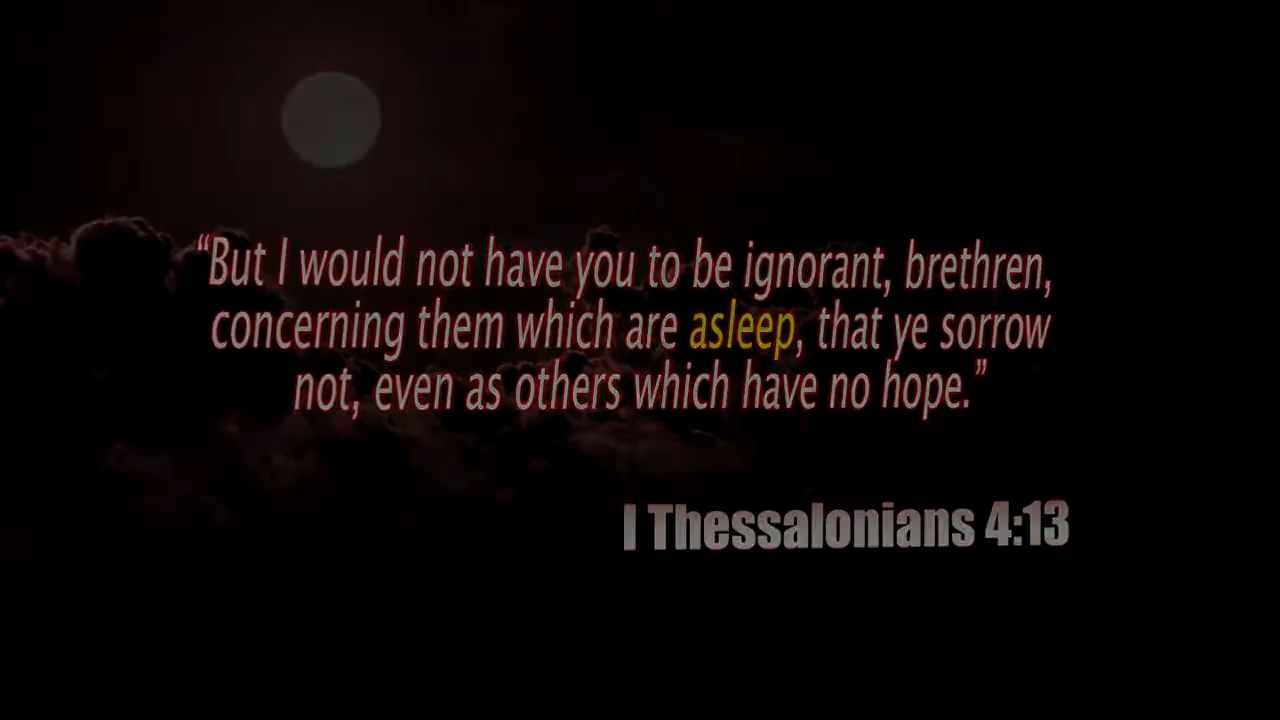 “But I would not have you to be ignorant, brethren,
concerning them which are asleep, that ye sorrow
not, even as others which have no hope.”
I Thessalonians 4:13